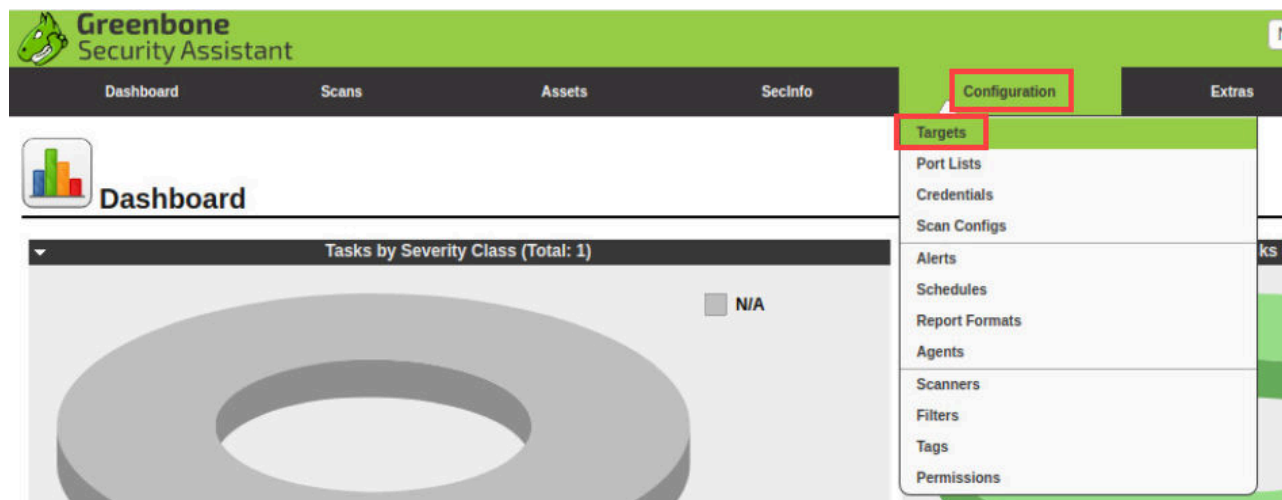 Greenbone
Security Assistant
Dashboard Scans Assets SecInfo Configuration Extras
Targets
Port Lists
Credentials
Scan Configs
Alerts
Schedules
Report Formats
Agents
Scanners
Filters
Tags
Permissions
Dashboard
Tasks by Severity Class (Total: 1)
ks
N/A